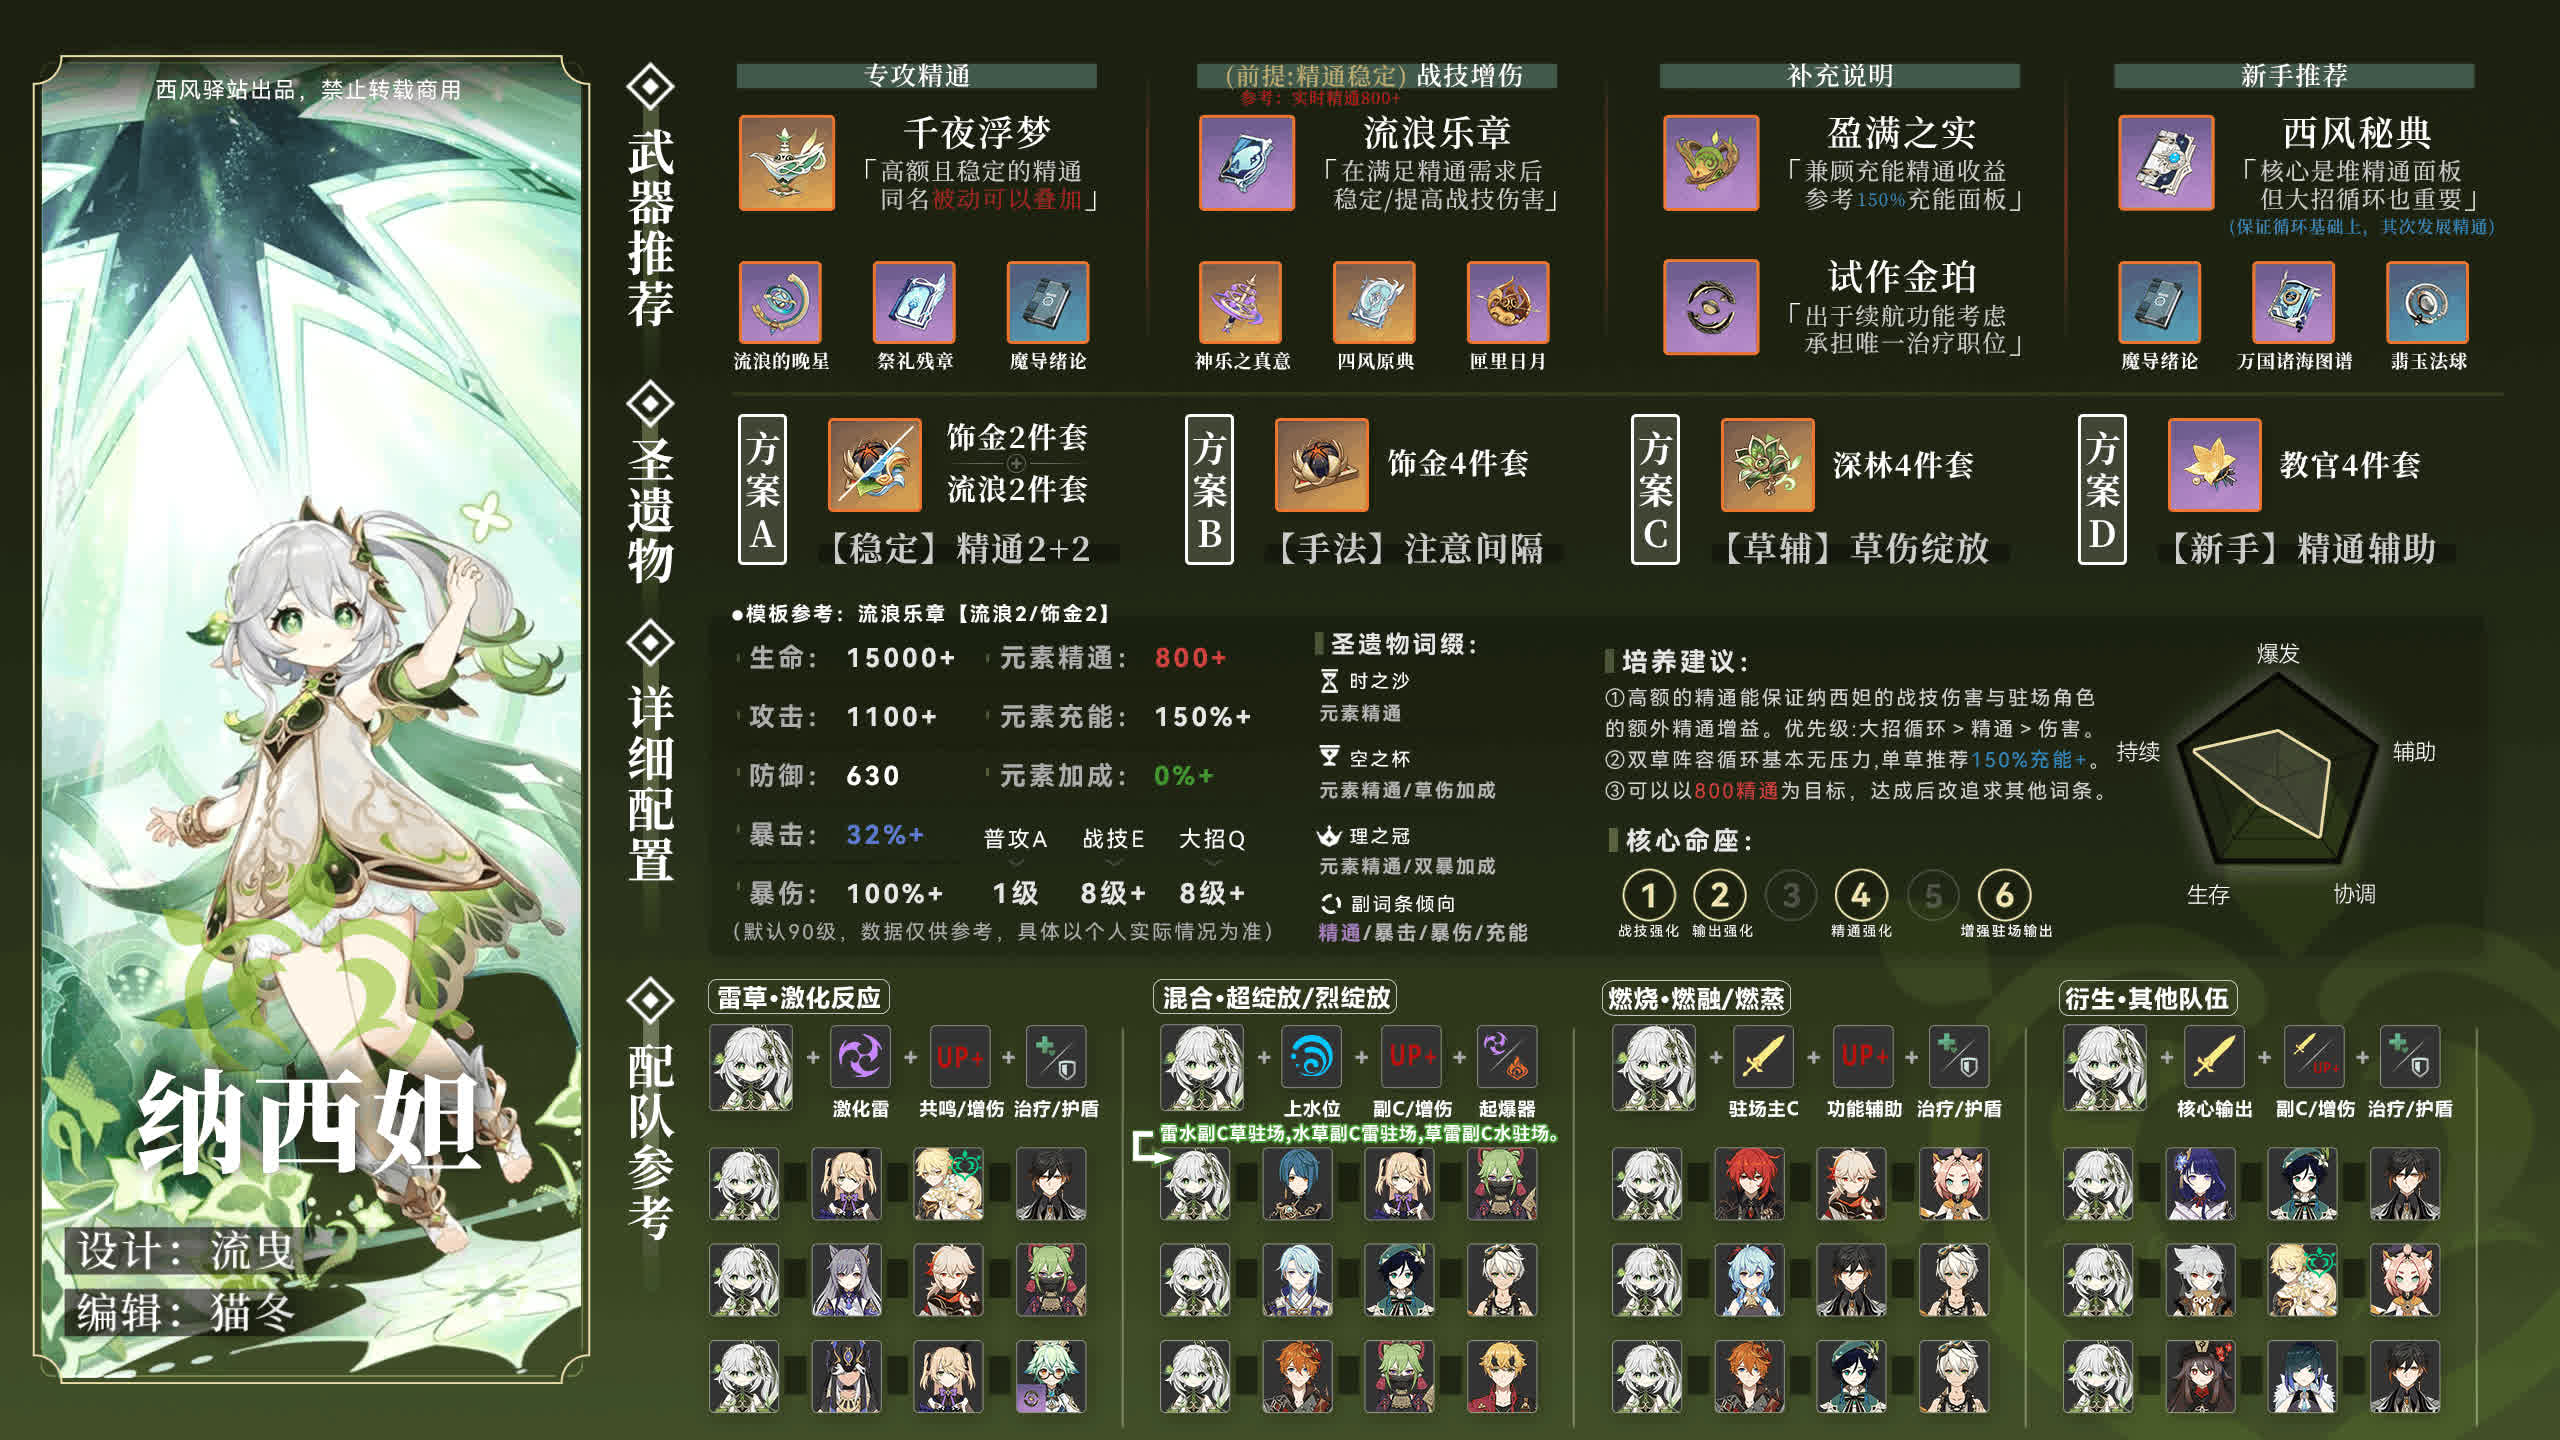 西风驿站出品，禁止转载商用
纳西妲
设计：流曳
编辑：猫冬
武器推荐
专攻精通
千夜浮梦
「高额且稳定的精通
同名被动可以叠加」
流浪的晚星
祭礼残章
魔导绪论
(前提:精通稳定) 战技增伤
参考：实时精通800+
流浪乐章
「在满足精通需求后
稳定/提高战技伤害」
神乐之真意
四风原典
匣里日月
补充说明
盈满之实
「兼顾充能精通收益
参考150%充能面板」
试作金珀
「出于续航功能考虑
承担唯一治疗职位」
新手推荐
西风秘典
「核心是堆精通面板
但大招循环也重要」
(保证循环基础上，其次发展精通)
魔导绪论
万国诸海图谱
翡玉法球
圣遗物
方案A
饰金2件套
流浪2件套
【稳定】精通2+2
方案B
饰金4件套
【手法】注意间隔
方案C
深林4件套
【草辅】草伤绽放
方案D
教官4件套
【新手】精通辅助
详细配置
●模板参考：流浪乐章【流浪2/饰金2】
生命： 15000+ 元素精通： 800+
攻击： 1100+ 元素充能： 150%+
防御： 630 元素加成： 0%+
暴击： 32%+ 普攻A 战技E 大招Q
暴伤： 100%+ 1级 8级+ 8级+
(默认90级，数据仅供参考，具体以个人实际情况为准)
圣遗物词缀：
时之沙
元素精通
空之杯
元素精通/草伤加成
理之冠
元素精通/双暴加成
副词条倾向
精通/暴击/暴伤/充能
培养建议：
①高额的精通能保证纳西妲的战技伤害与驻场角色
的额外精通增益。优先级:大招循环 > 精通 > 伤害。
②双草阵容循环基本无压力,单草推荐150%充能+。
③可以以800精通为目标，达成后改追求其他词条。
核心命座：
1 2 3 4 5 6
战技强化 输出强化 精通强化 增强驻场输出
爆发
持续
辅助
生存
协调
配队参考
雷草·激化反应
+ + UP+ +
激化雷 共鸣/增伤 治疗/护盾
混合·超绽放/烈绽放
+ + UP+ +
上水位 副C/增伤 起爆器
雷水副C草驻场,水草副C雷驻场,草雷副C水驻场。
燃烧·燃融/燃蒸
+ + UP+ +
驻场主C 功能辅助 治疗/护盾
衍生·其他队伍
+ + UP+ +
核心输出 副C/增伤 治疗/护盾